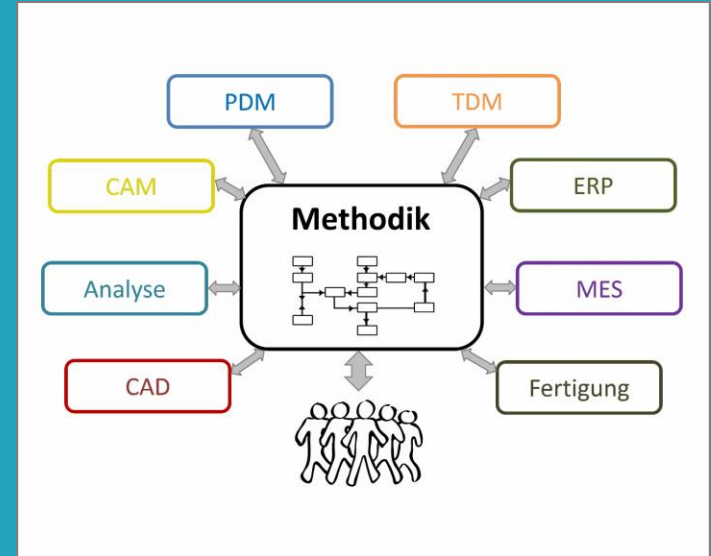 PDM
TDM
CAM
ERP
Methodik
Analyse
MES
CAD
Fertigung